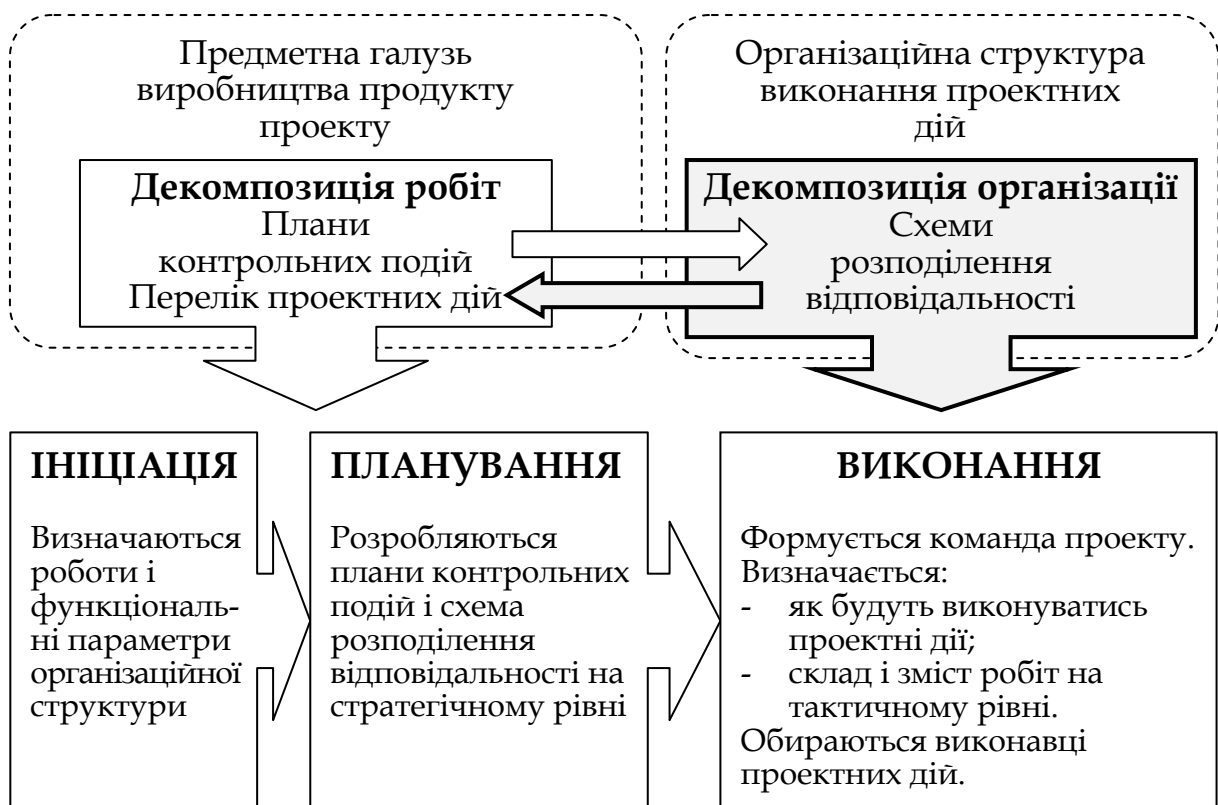 Предметна галузь
виробництва продукту
проекту
Декомпозиція робіт
Плани
контрольних подій
Перелік проектних дій
Організаційна структура
виконання проектних
дій
Декомпозиція організації
Схеми
розподілення
відповідальності
ІНІЦІАЦІЯ
Визначаються
роботи і
функціональ-
ні параметри
організаційної
структури
ПЛАНУВАННЯ
Розробляються
плани контрольних
подій і схема
розподілення
відповідальності на
стратегічному рівні
ВИКОНАННЯ
Формується команда проекту.
Визначається:
- як будуть виконуватись
проектні дії;
- склад і зміст робіт на
тактичному рівні.
Обираються виконавці
проектних дій.